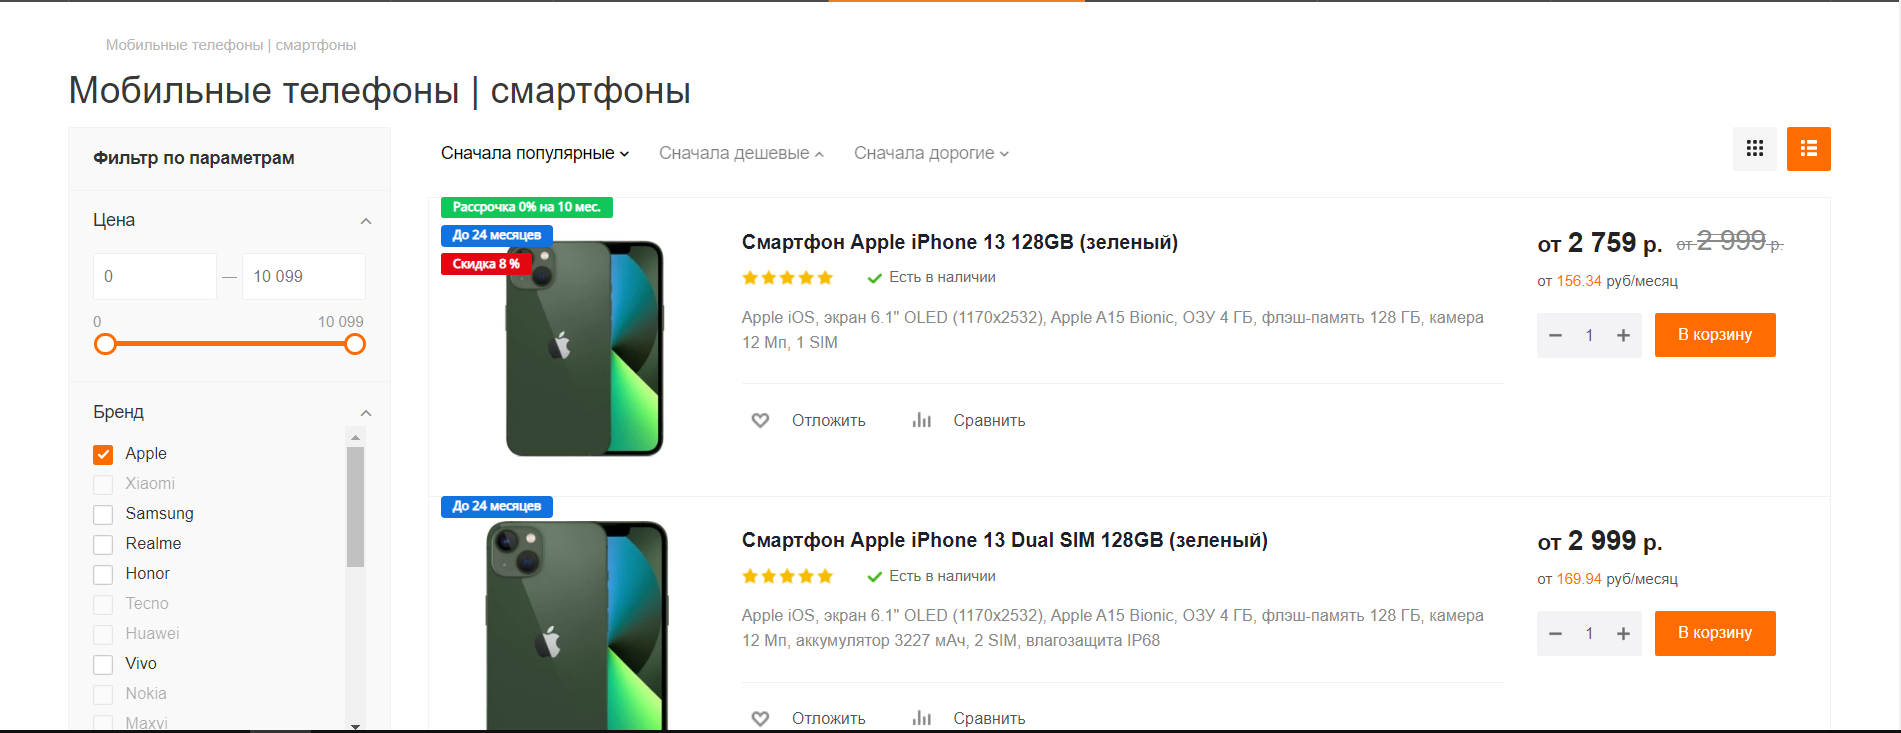 Мобильные телефоны | смартфоны
Мобильные телефоны | смартфоны
Фильтр по параметрам
Цена
0 — 10 099
0 10 099
Бренд
Apple
Xiaomi
Samsung
Realme
Honor
Tecno
Huawei
Vivo
Nokia
Maxvi
Сначала популярные Сначала дешевые Сначала дорогие
Рассрочка 0% на 10 мес.
До 24 месяцев
Скидка 8 %
Смартфон Apple iPhone 13 128GB (зеленый)
Есть в наличии
Apple iOS, экран 6.1" OLED (1170x2532), Apple A15 Bionic, ОЗУ 4 ГБ, флэш-память 128 ГБ, камера
12 Мп, 1 SIM
Отложить Сравнить
от 2 759 р. от 2 999 р.
от 156.34 руб/месяц
− 1 + В корзину
До 24 месяцев
Смартфон Apple iPhone 13 Dual SIM 128GB (зеленый)
Есть в наличии
Apple iOS, экран 6.1" OLED (1170x2532), Apple A15 Bionic, ОЗУ 4 ГБ, флэш-память 128 ГБ, камера
12 Мп, аккумулятор 3227 мАч, 2 SIM, влагозащита IP68
Отложить Сравнить
от 2 999 р.
от 169.94 руб/месяц
− 1 + В корзину